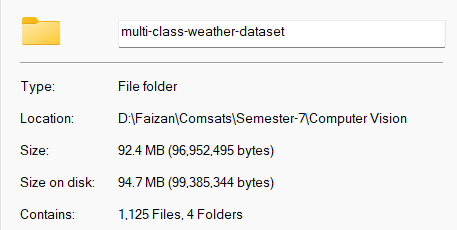 multi-class-weather-dataset
Type: File folder
Location: D:\Faizan\Comsats\Semester-7\Computer Vision
Size: 92.4 MB (96,952,495 bytes)
Size on disk: 94.7 MB (99,385,344 bytes)
Contains: 1,125 Files, 4 Folders